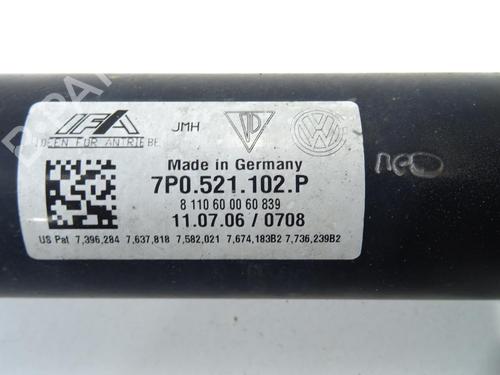 IFA
IDEEN FÜR ANTRIEBE
JMH
Made in Germany
7P0.521.102.P
8 110 60 00 60 839
11.07.06 / 0708
US Pat 7,396,284 7,637,818 7,582,021 7,674,183B2 7,736,239B2